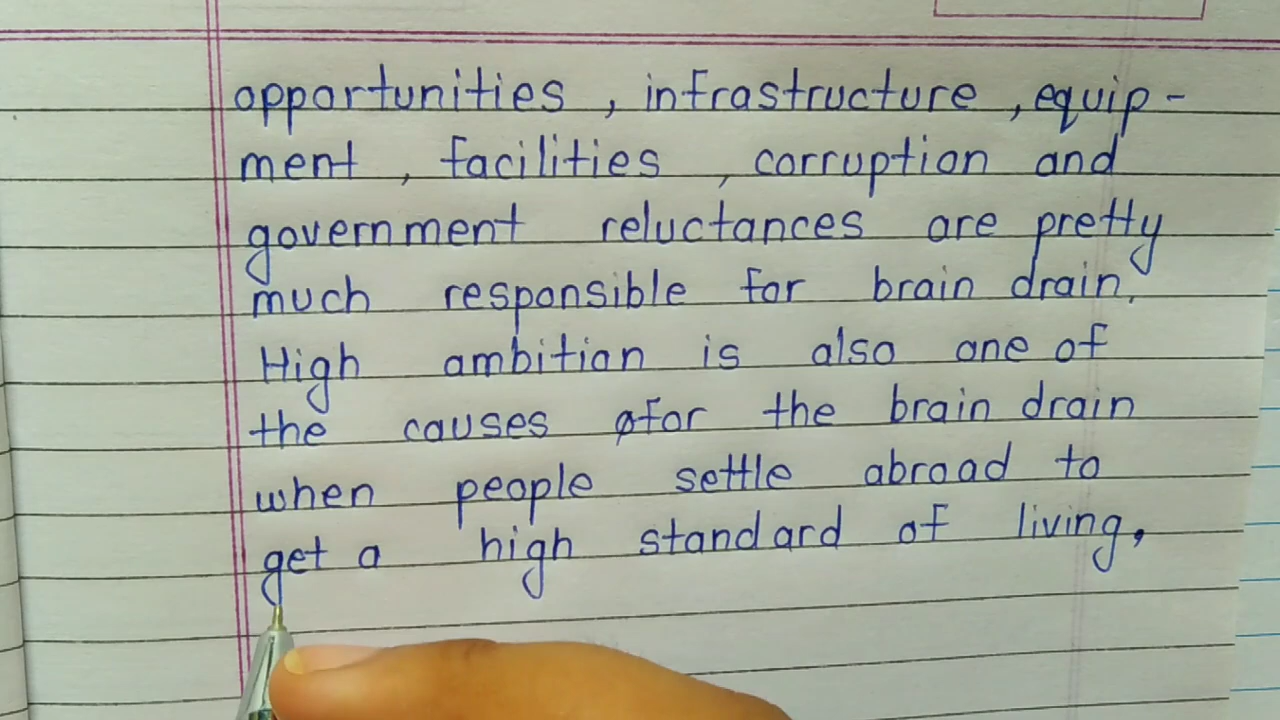 opportunities , infrastructure , equip-
ment , facilities , corruption and
government reluctances are pretty
much responsible for brain drain.
High ambition is also one of
the causes for the brain drain
when people settle abroad to
get a high standard of living,